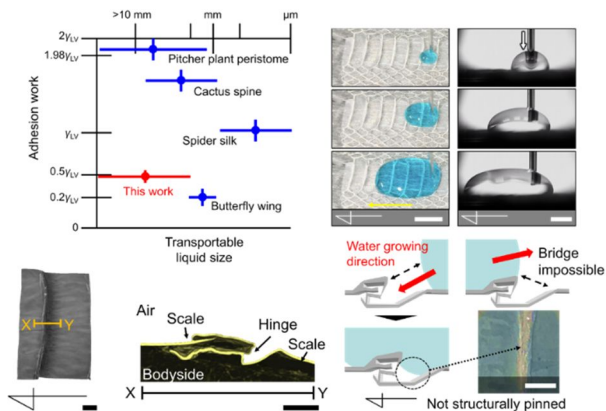 >10 mm
mm
μm
2γLV
1.98γLV
Pitcher plant peristome
Cactus spine
Adhesion work
γLV
Spider silk
0.5γLV
This work
0.2γLV
Butterfly wing
0
Transportable
liquid size
Water growing
direction
Bridge
impossible
Air
Scale
Hinge
Scale
Bodyside
X
Y
X
Y
Not structurally pinned